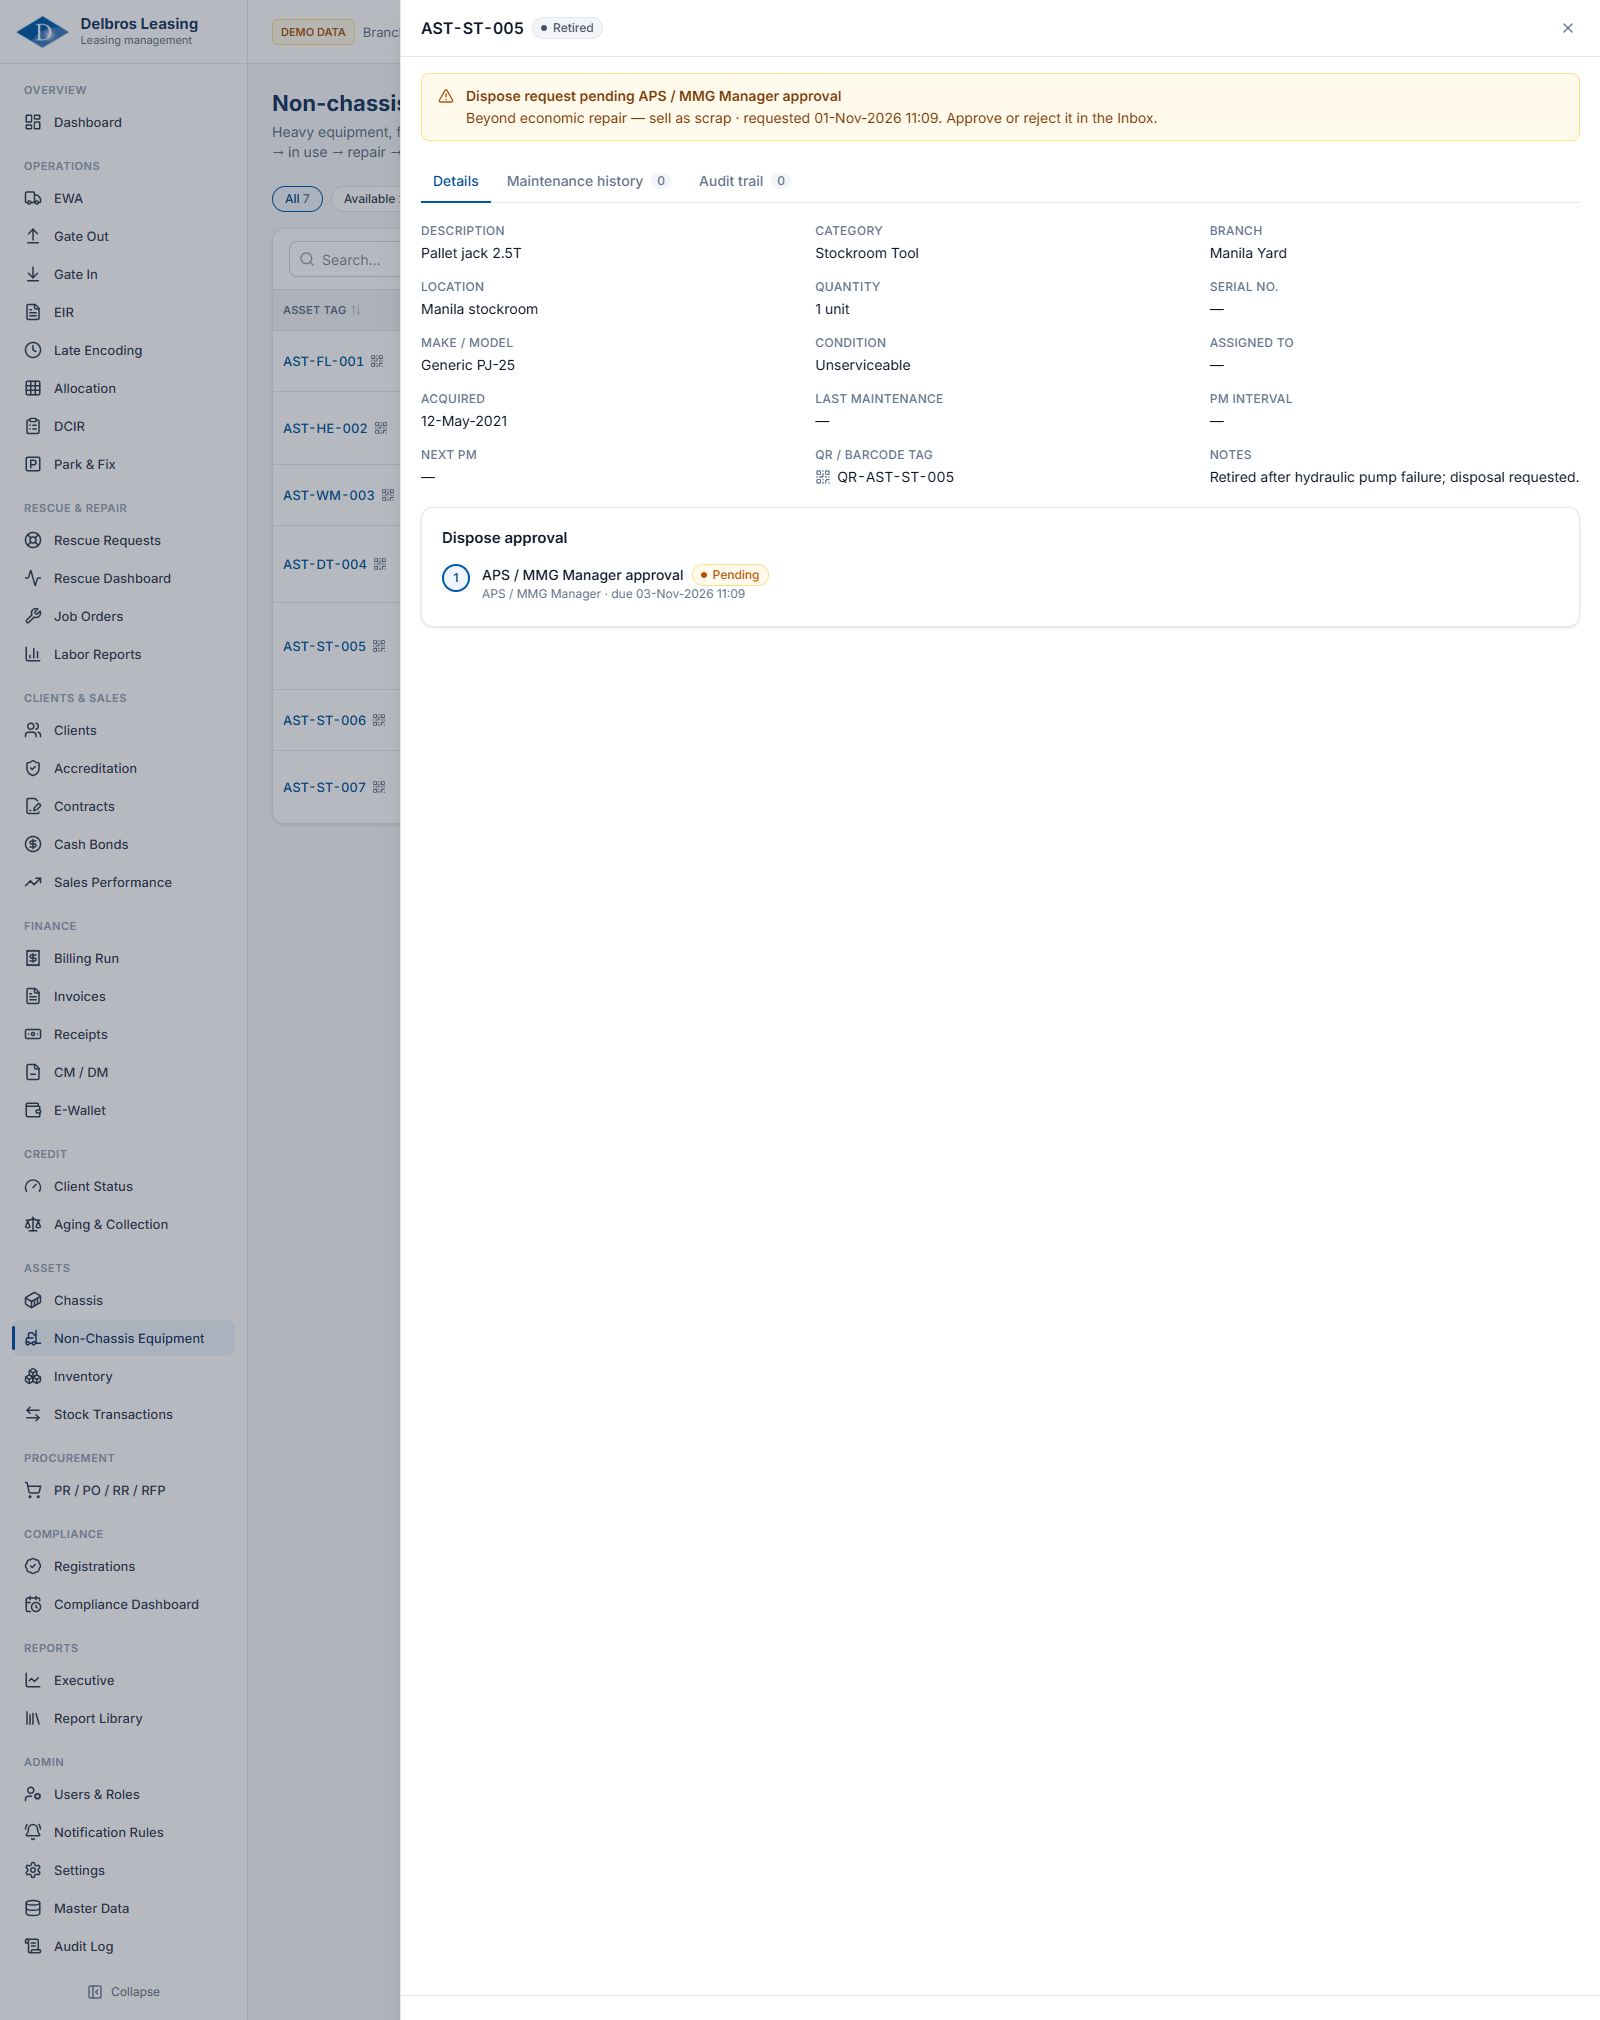 Delbros Leasing
Leasing management
OVERVIEW
Dashboard
OPERATIONS
EWA
Gate Out
Gate In
EIR
Late Encoding
Allocation
DCIR
Park & Fix
RESCUE & REPAIR
Rescue Requests
Rescue Dashboard
Job Orders
Labor Reports
CLIENTS & SALES
Clients
Accreditation
Contracts
Cash Bonds
Sales Performance
FINANCE
Billing Run
Invoices
Receipts
CM / DM
E-Wallet
CREDIT
Client Status
Aging & Collection
ASSETS
Chassis
Non-Chassis Equipment
Inventory
Stock Transactions
PROCUREMENT
PR / PO / RR / RFP
COMPLIANCE
Registrations
Compliance Dashboard
REPORTS
Executive
Report Library
ADMIN
Users & Roles
Notification Rules
Settings
Master Data
Audit Log
Collapse
DEMO DATA Branc
Non-chassis
Heavy equipment, f
→ in use → repair →
All 7 Available
Search...
ASSET TAG
AST-FL-001
AST-HE-002
AST-WM-003
AST-DT-004
AST-ST-005
AST-ST-006
AST-ST-007
AST-ST-005 Retired
Dispose request pending APS / MMG Manager approval
Beyond economic repair — sell as scrap · requested 01-Nov-2026 11:09. Approve or reject it in the Inbox.
Details Maintenance history 0 Audit trail 0
DESCRIPTION CATEGORY BRANCH
Pallet jack 2.5T Stockroom Tool Manila Yard
LOCATION QUANTITY SERIAL NO.
Manila stockroom 1 unit —
MAKE / MODEL CONDITION ASSIGNED TO
Generic PJ-25 Unserviceable —
ACQUIRED LAST MAINTENANCE PM INTERVAL
12-May-2021 — —
NEXT PM QR / BARCODE TAG NOTES
— QR-AST-ST-005 Retired after hydraulic pump failure; disposal requested.
Dispose approval
1 APS / MMG Manager approval Pending
APS / MMG Manager · due 03-Nov-2026 11:09